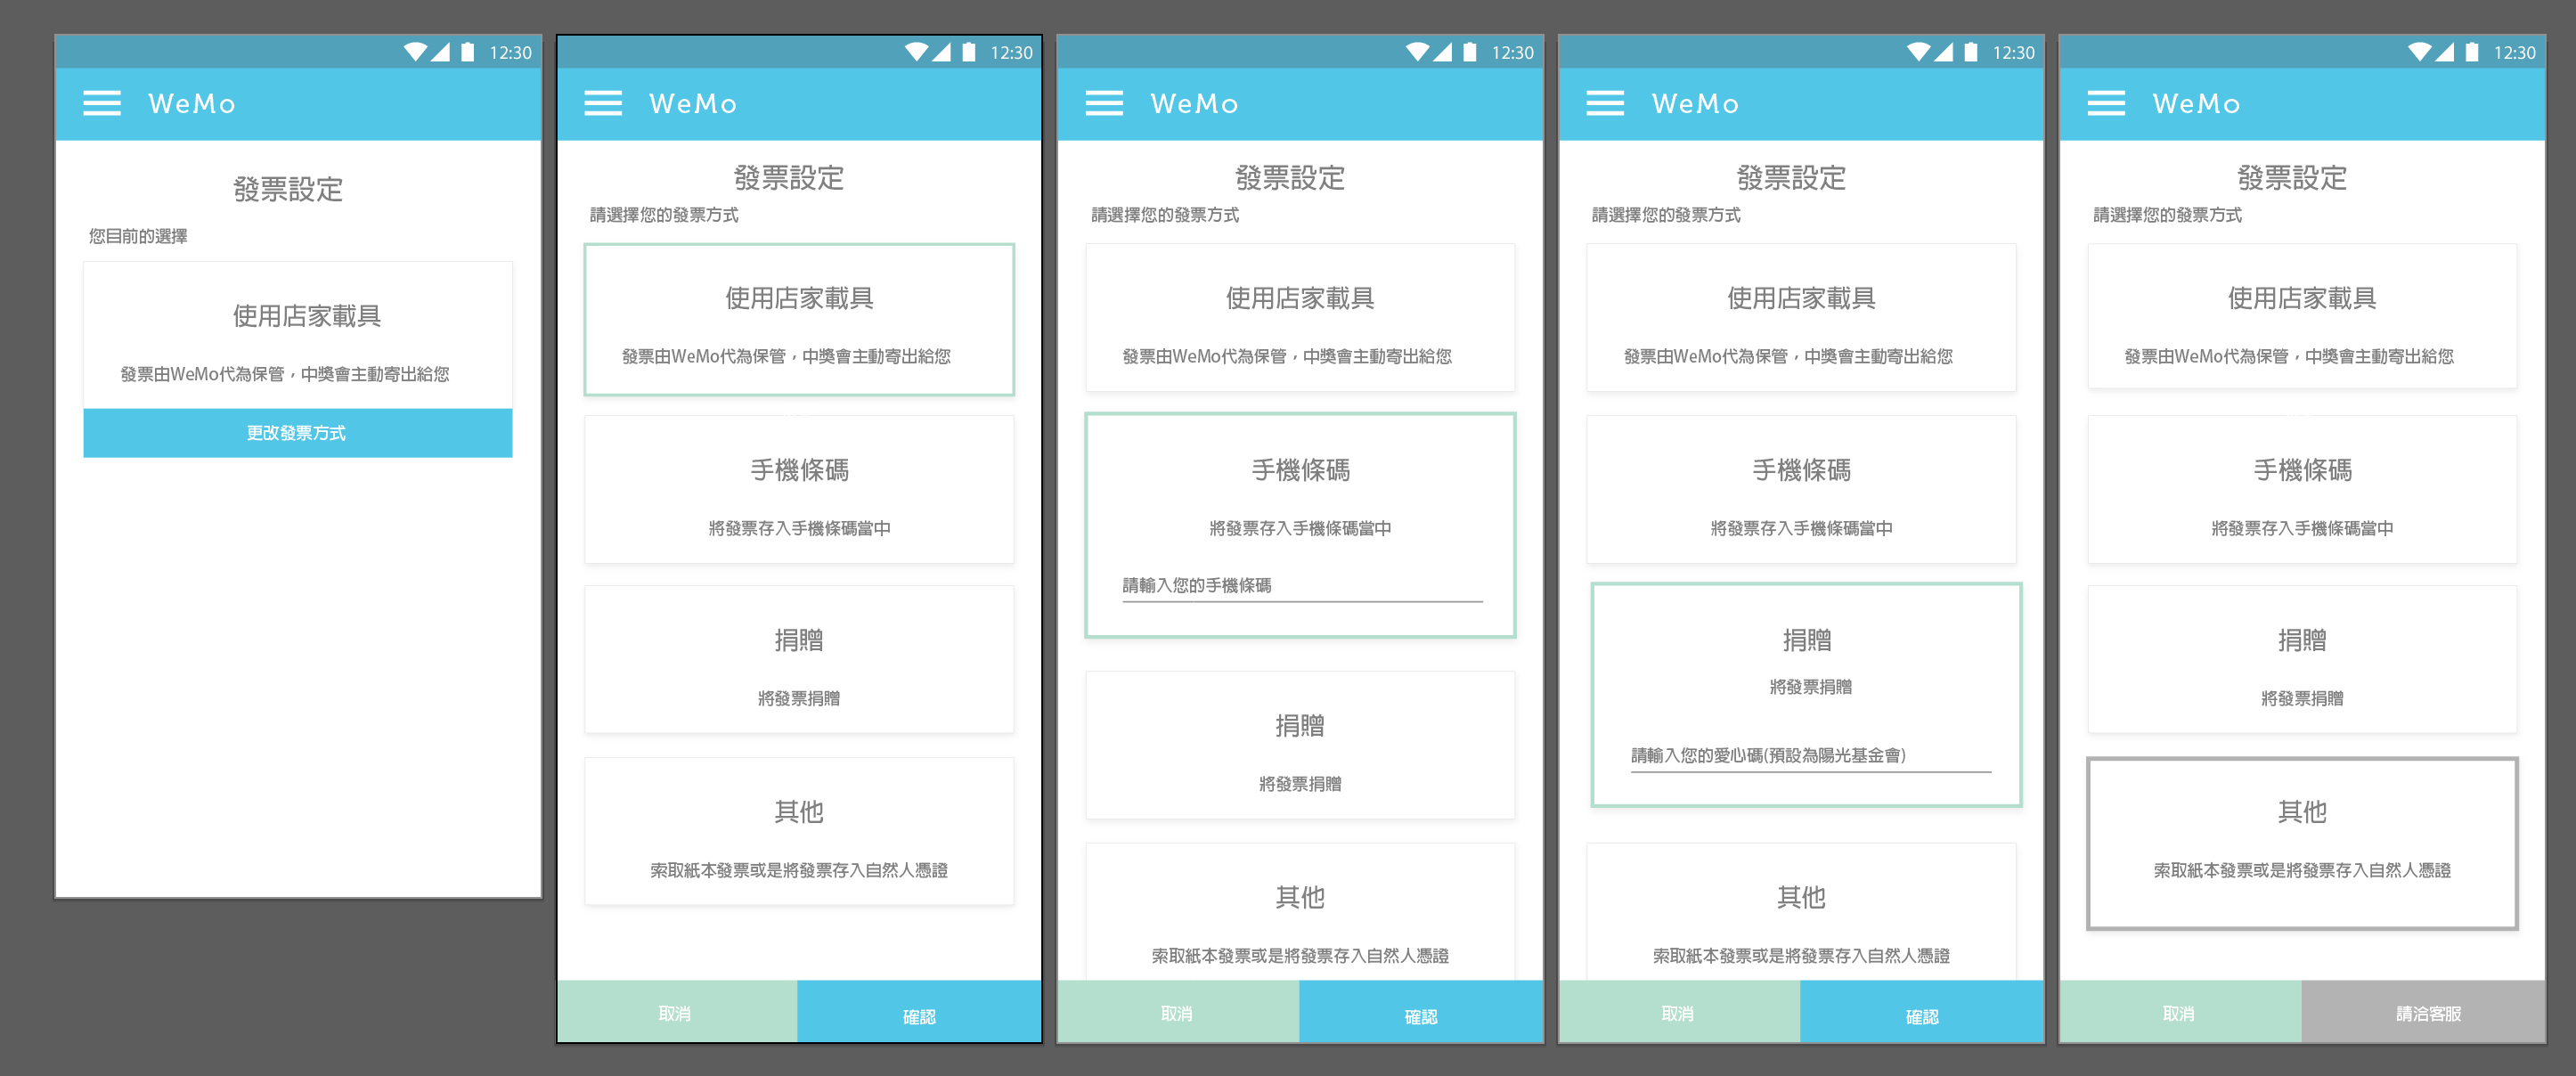 12:30
WeMo
發票設定
您目前的選擇
使用店家載具
發票由WeMo代為保管，中獎會主動寄出給您
更改發票方式
12:30
WeMo
發票設定
請選擇您的發票方式
使用店家載具
發票由WeMo代為保管，中獎會主動寄出給您
手機條碼
將發票存入手機條碼當中
捐贈
將發票捐贈
其他
索取紙本發票或是將發票存入自然人憑證
取消
確認
12:30
WeMo
發票設定
請選擇您的發票方式
使用店家載具
發票由WeMo代為保管，中獎會主動寄出給您
手機條碼
將發票存入手機條碼當中
請輸入您的手機條碼
捐贈
將發票捐贈
其他
索取紙本發票或是將發票存入自然人憑證
取消
確認
12:30
WeMo
發票設定
請選擇您的發票方式
使用店家載具
發票由WeMo代為保管，中獎會主動寄出給您
手機條碼
將發票存入手機條碼當中
捐贈
將發票捐贈
請輸入您的愛心碼(預設為陽光基金會)
其他
索取紙本發票或是將發票存入自然人憑證
取消
確認
12:30
WeMo
發票設定
請選擇您的發票方式
使用店家載具
發票由WeMo代為保管，中獎會主動寄出給您
手機條碼
將發票存入手機條碼當中
捐贈
將發票捐贈
其他
索取紙本發票或是將發票存入自然人憑證
取消
請洽客服